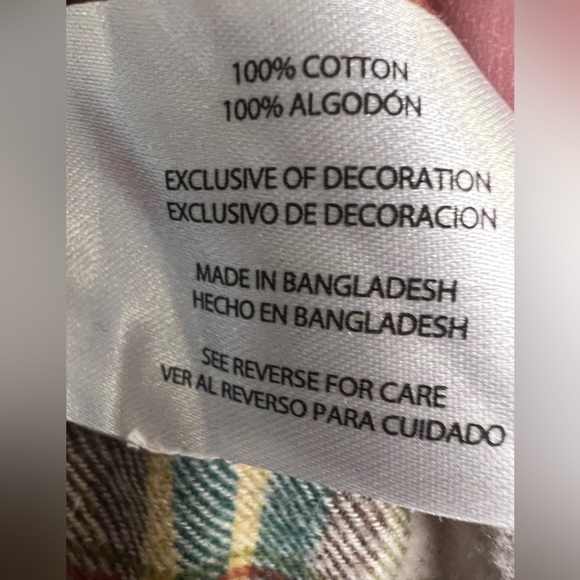 100% COTTON
100% ALGODÓN
EXCLUSIVE OF DECORATION
EXCLUSIVO DE DECORACION
MADE IN BANGLADESH
HECHO EN BANGLADESH
SEE REVERSE FOR CARE
VER AL REVERSO PARA CUIDADO